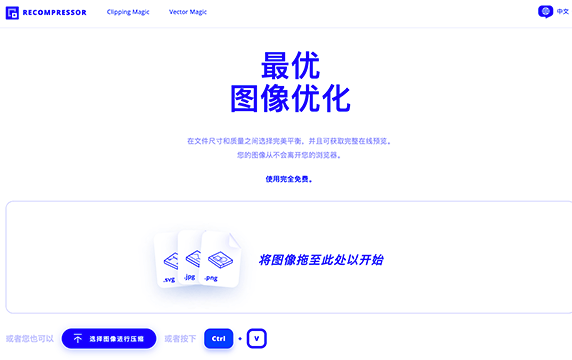 RECOMPRESSOR Clipping Magic Vector Magic 中文
最优
图像优化
在文件尺寸和质量之间选择完美平衡，并且可获取完整在线预览。
您的图像从不会离开您的浏览器。
使用完全免费。
.svg .jpg .png 将图像拖至此处以开始
或者您也可以 选择图像进行压缩 或者按下 Ctrl + V